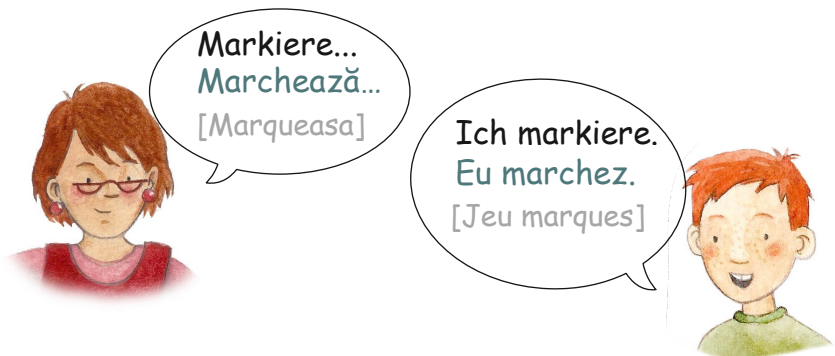 Markiere...
Marchează…
[Marqueasa]
Ich markiere.
Eu marchez.
[Jeu marques]